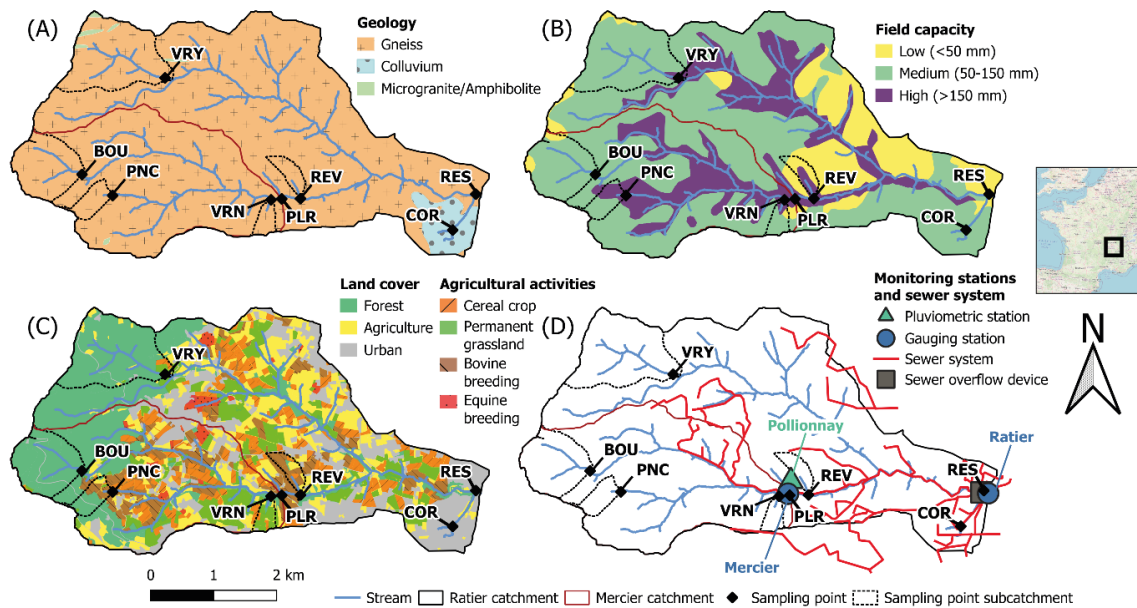 (A)
VRY
BOU
PNC
VRN
PLR
REV
RES
COR
Geology
Gneiss
Colluvium
Microgranite/Amphibolite
(B)
VRY
BOU
PNC
VRN
PLR
REV
RES
COR
Field capacity
Low (<50 mm)
Medium (50-150 mm)
High (>150 mm)
(C)
VRY
BOU
PNC
VRN
PLR
REV
RES
COR
Land cover
Forest
Agriculture
Urban
Agricultural activities
Cereal crop
Permanent
grassland
Bovine
breeding
Equine
breeding
(D)
VRY
BOU
PNC
Pollionnay
VRN
PLR
REV
Mercier
Ratier
RES
COR
Monitoring stations
and sewer system
Pluviometric station
Gauging station
Sewer system
Sewer overflow device
N
0 1 2 km
Stream
Ratier catchment
Mercier catchment
Sampling point
Sampling point subcatchment